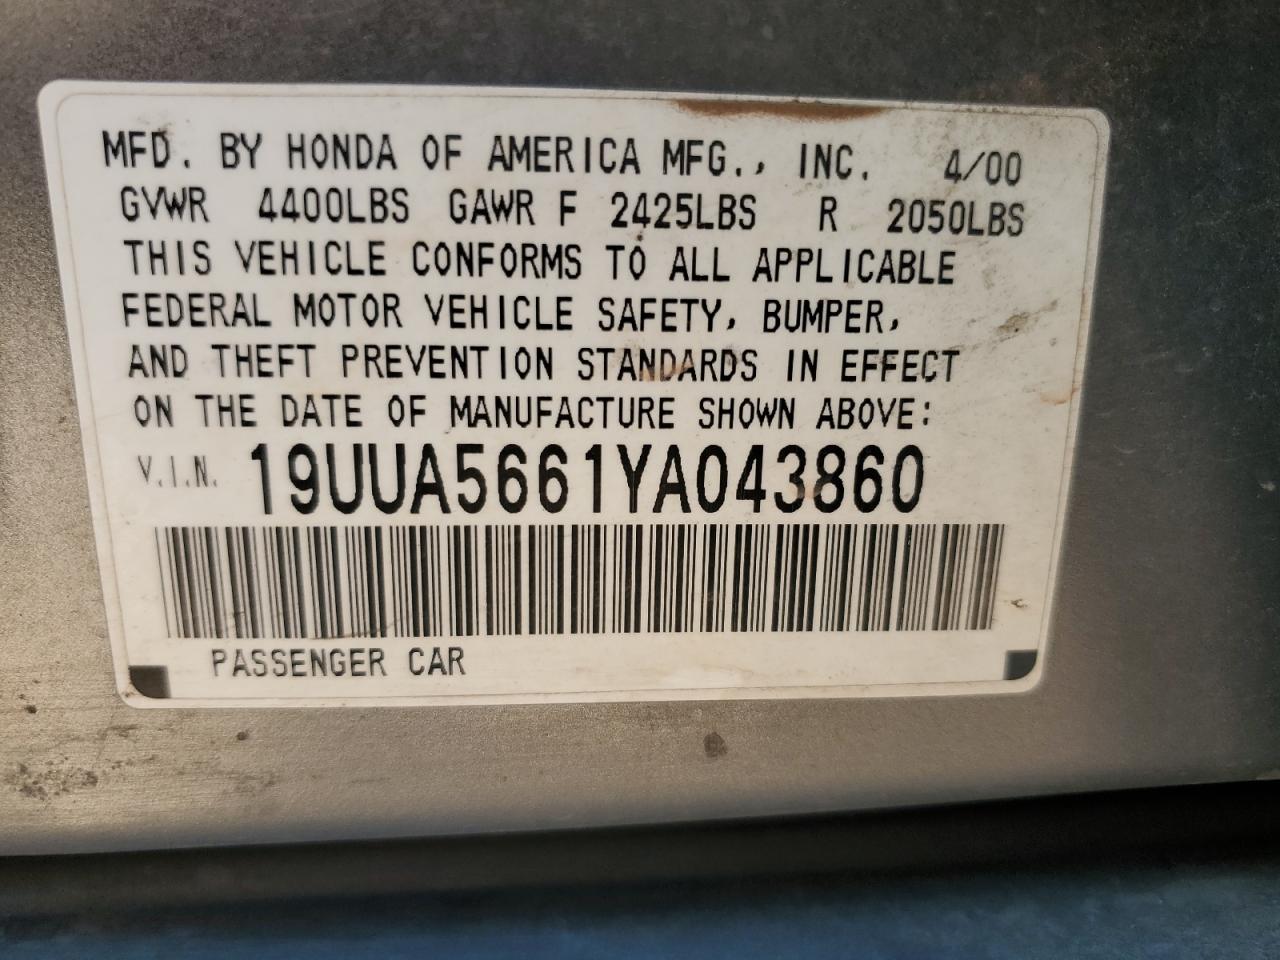 MFD. BY HONDA OF AMERICA MFG., INC. 4/00
GVWR 4400LBS GAWR F 2425LBS R 2050LBS
THIS VEHICLE CONFORMS TO ALL APPLICABLE
FEDERAL MOTOR VEHICLE SAFETY, BUMPER,
AND THEFT PREVENTION STANDARDS IN EFFECT
ON THE DATE OF MANUFACTURE SHOWN ABOVE:
V.I.N. 19UUA5661YA043860
PASSENGER CAR